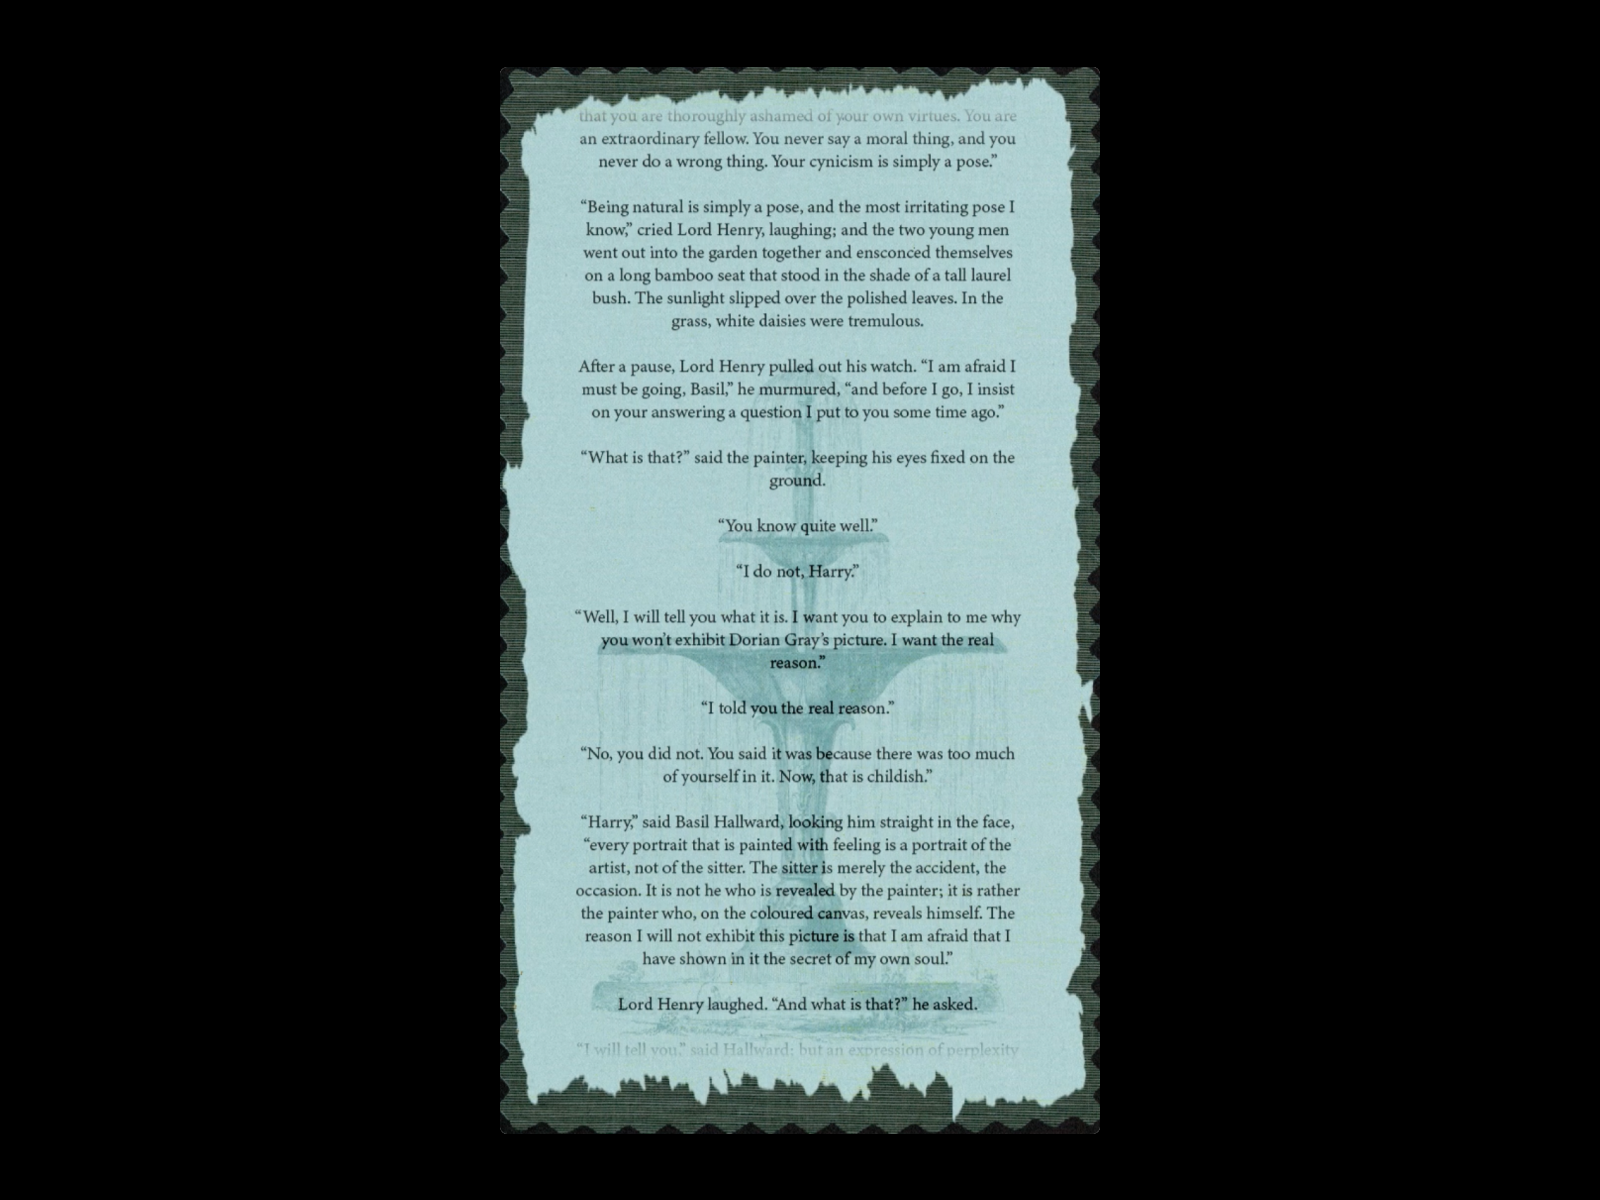 that you are thoroughly ashamed of your own virtues. You are
an extraordinary fellow. You never say a moral thing, and you
never do a wrong thing. Your cynicism is simply a pose.”
“Being natural is simply a pose, and the most irritating pose I
know,” cried Lord Henry, laughing; and the two young men
went out into the garden together and ensconced themselves
on a long bamboo seat that stood in the shade of a tall laurel
bush. The sunlight slipped over the polished leaves. In the
grass, white daisies were tremulous.
After a pause, Lord Henry pulled out his watch. “I am afraid I
must be going, Basil,” he murmured, “and before I go, I insist
on your answering a question I put to you some time ago.”
“What is that?” said the painter, keeping his eyes fixed on the
ground.
“You know quite well.”
“I do not, Harry.”
“Well, I will tell you what it is. I want you to explain to me why
you won’t exhibit Dorian Gray’s picture. I want the real
reason.”
“I told you the real reason.”
“No, you did not. You said it was because there was too much
of yourself in it. Now, that is childish.”
“Harry,” said Basil Hallward, looking him straight in the face,
“every portrait that is painted with feeling is a portrait of the
artist, not of the sitter. The sitter is merely the accident, the
occasion. It is not he who is revealed by the painter; it is rather
the painter who, on the coloured canvas, reveals himself. The
reason I will not exhibit this picture is that I am afraid that I
have shown in it the secret of my own soul.”
Lord Henry laughed. “And what is that?” he asked.
“I will tell you,” said Hallward; but an expression of perplexity